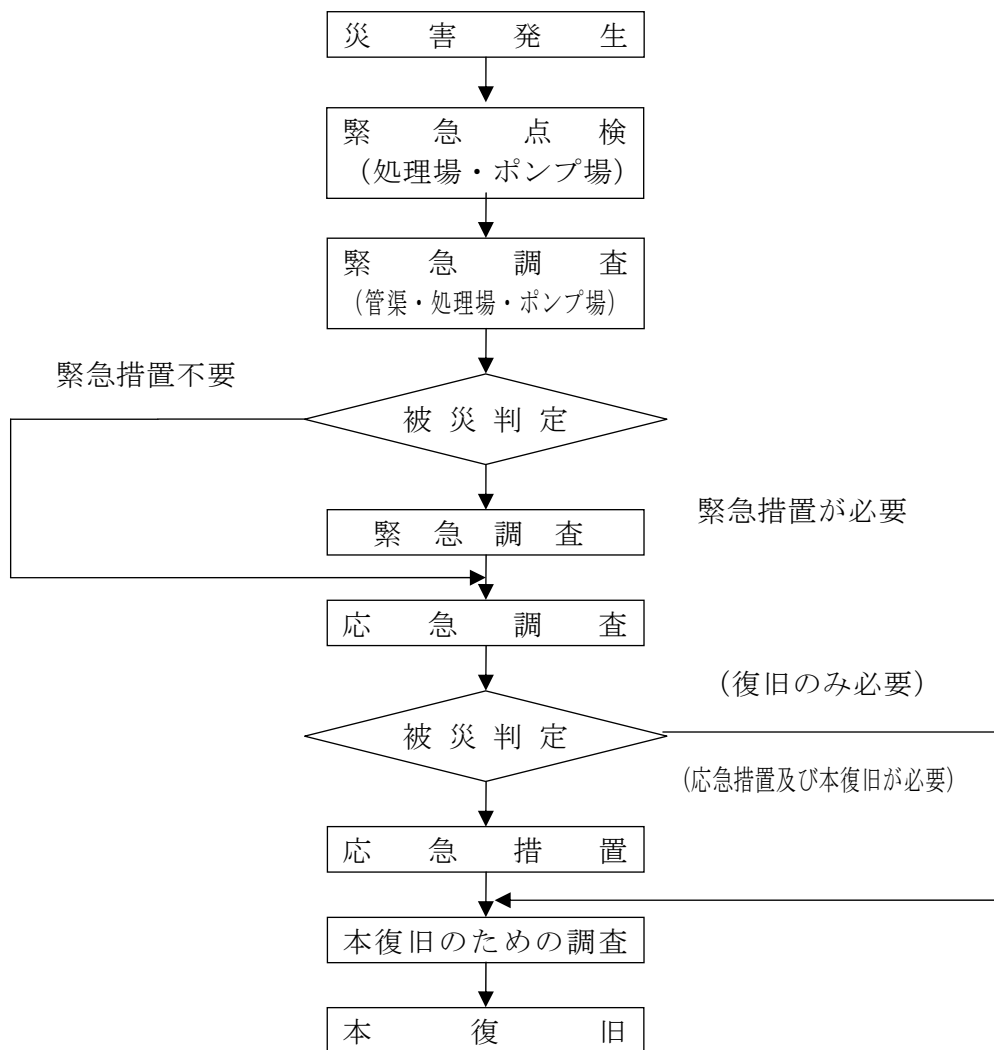 災害発生
緊急点検
(処理場・ポンプ場)
緊急調査
(管渠・処理場・ポンプ場)
緊急措置不要
被災判定
緊急措置が必要
緊急調査
応急調査
(復旧のみ必要)
被災判定
(応急措置及び本復旧が必要)
応急措置
本復旧のための調査
本復旧